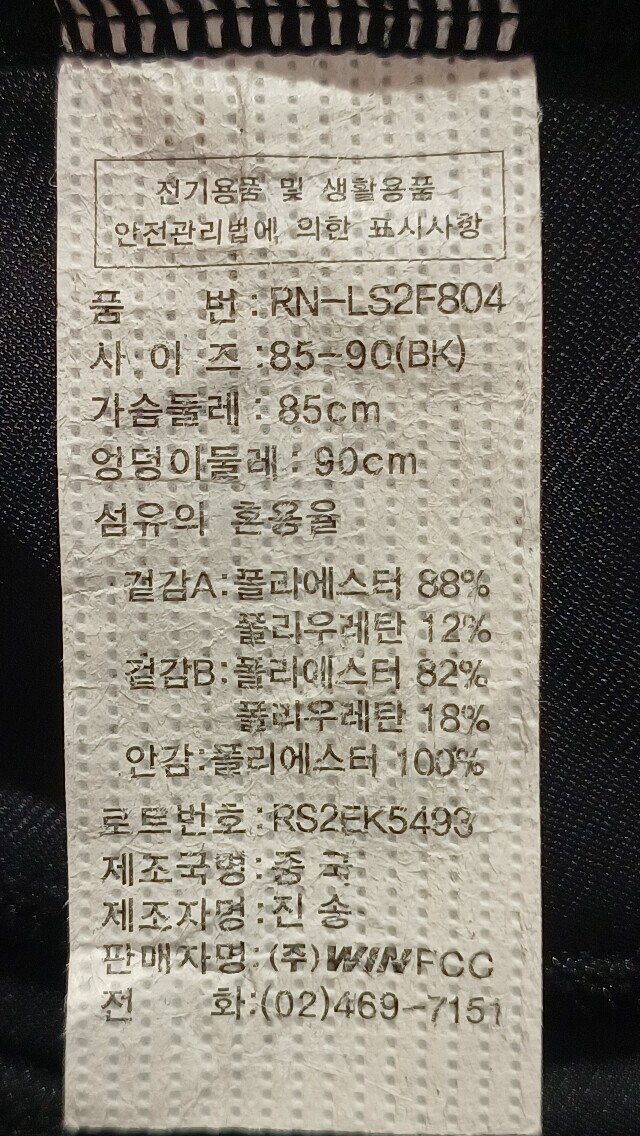 전기용품 및 생활용품
안전관리법에 의한 표시사항
품 번:RN-LS2F804
사 이 즈:85-90(BK)
가슴둘레:85cm
엉덩이둘레:90cm
섬유의 혼용율
겉감A:폴리에스터 88%
폴리우레탄 12%
겉감B:폴리에스터 82%
폴리우레탄 18%
안감:폴리에스터 100%
로트번호:RS2EK5493
제조국명:중 국
제조자명:진 송
판매자명:(주)WINFCC
전 화:(02)469-7151